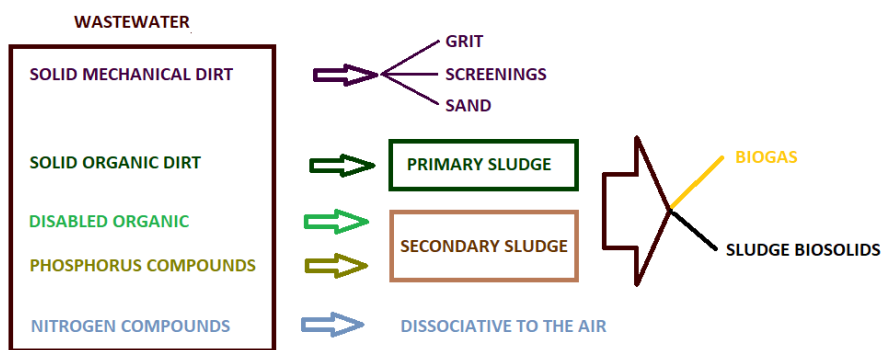 WASTEWATER
SOLID MECHANICAL DIRT
GRIT
SCREENINGS
SAND
SOLID ORGANIC DIRT
PRIMARY SLUDGE
BIOGAS
DISABLED ORGANIC
SECONDARY SLUDGE
SLUDGE BIOSOLIDS
PHOSPHORUS COMPOUNDS
NITROGEN COMPOUNDS
DISSOCIATIVE TO THE AIR